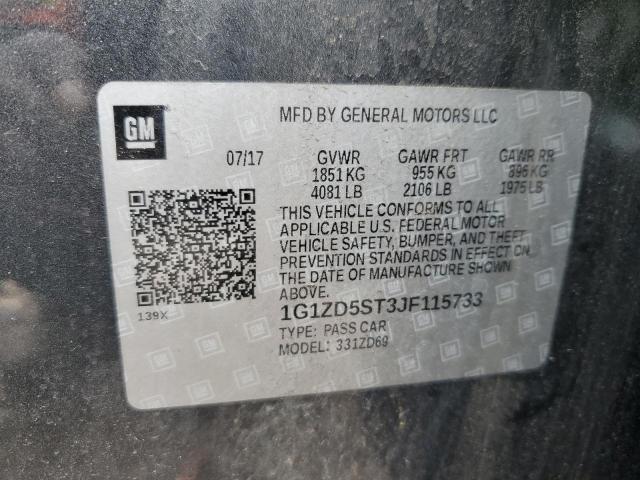 GM
MFD BY GENERAL MOTORS LLC
07/17 GVWR GAWR FRT GAWR RR
1851 KG 955 KG 896 KG
4081 LB 2106 LB 1975 LB
THIS VEHICLE CONFORMS TO ALL
APPLICABLE U.S. FEDERAL MOTOR
VEHICLE SAFETY, BUMPER, AND THEFT
PREVENTION STANDARDS IN EFFECT ON
THE DATE OF MANUFACTURE SHOWN
ABOVE.
139X
1G1ZD5ST3JF115733
TYPE: PASS CAR
MODEL: 331ZD69